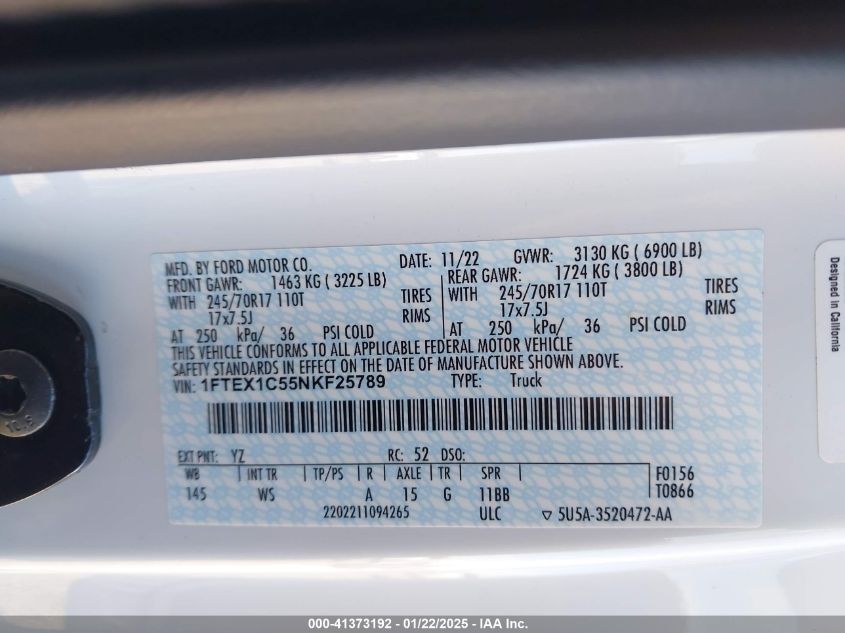 MFD. BY FORD MOTOR CO. DATE: 11/22 GVWR: 3130 KG ( 6900 LB)
FRONT GAWR: 1463 KG ( 3225 LB) REAR GAWR: 1724 KG ( 3800 LB)
WITH 245/70R17 110T TIRES WITH 245/70R17 110T TIRES
17x7.5J RIMS 17x7.5J RIMS
AT 250 kPa/ 36 PSI COLD AT 250 kPa/ 36 PSI COLD
THIS VEHICLE CONFORMS TO ALL APPLICABLE FEDERAL MOTOR VEHICLE
SAFETY STANDARDS IN EFFECT ON THE DATE OF MANUFACTURE SHOWN ABOVE.
VIN: 1FTEX1C55NKF25789 TYPE: Truck
EXT PNT: YZ RC: 52 DSO:
WB INT TR TP/PS R AXLE TR SPR F0156
145 WS A 15 G 11BB T0866
2202211094265 ULC ▽ 5U5A-3520472-AA
Designed in California
000-41373192 - 01/22/2025 - IAA Inc.